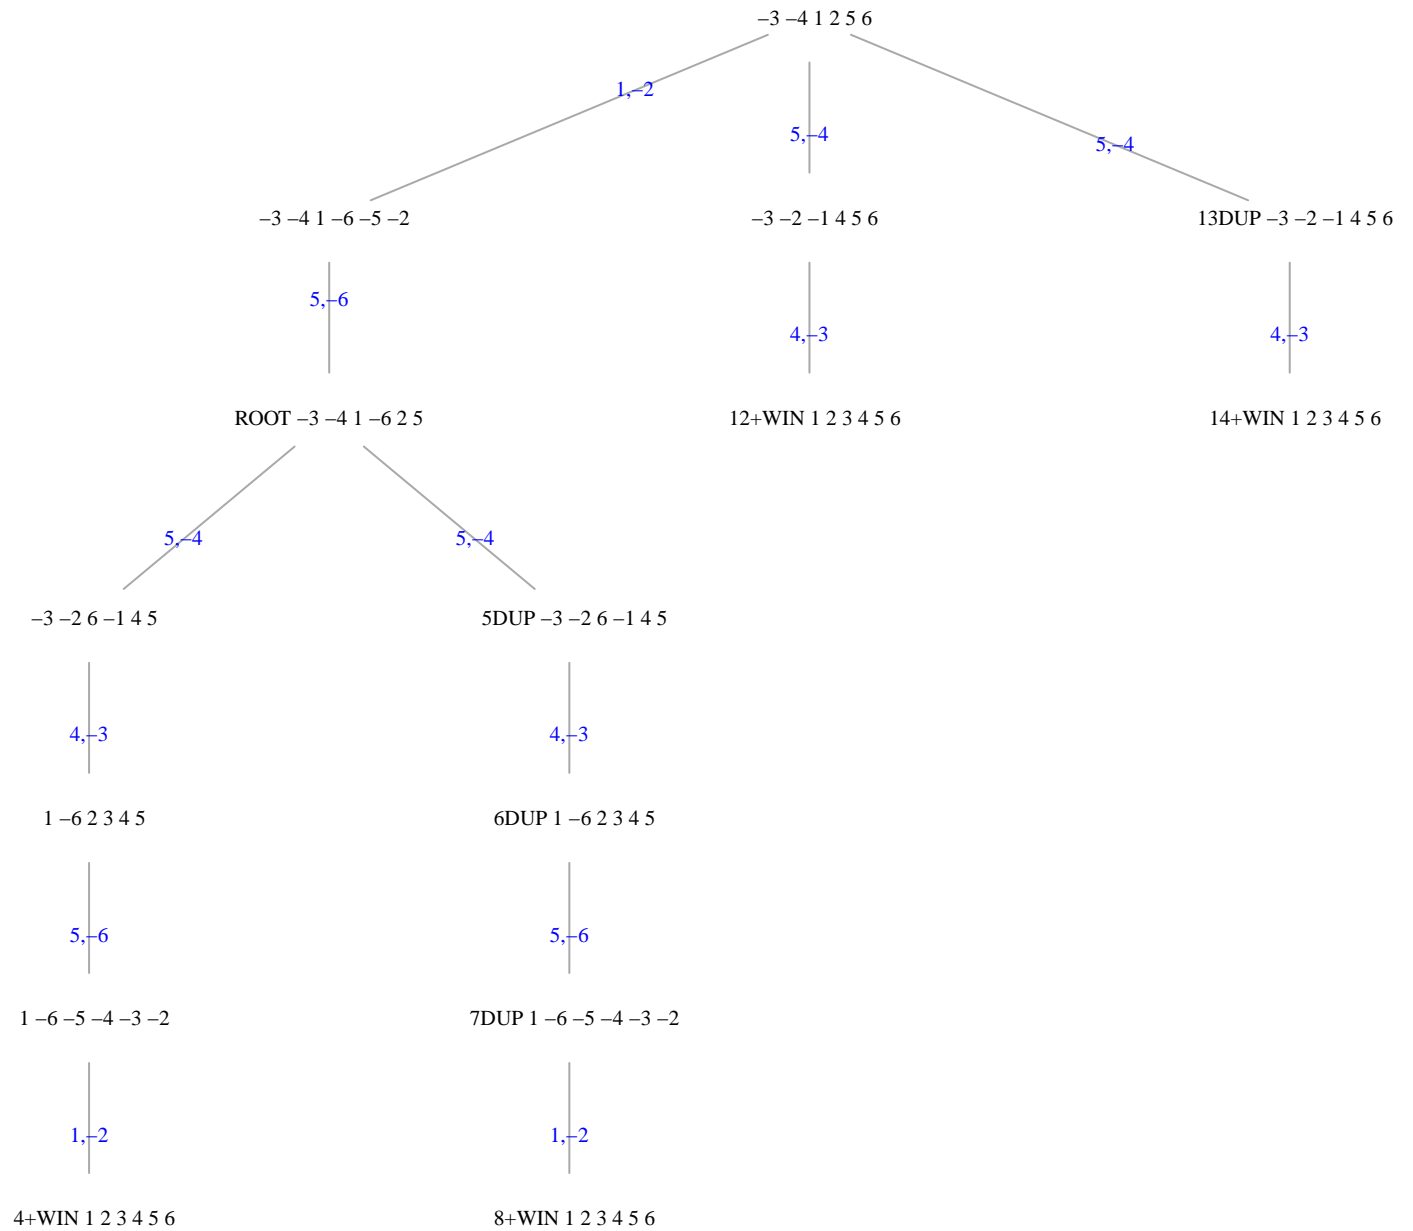 –3 –4 1 2 5 6
1,–2
5,–4
5,–4
–3 –4 1 –6 –5 –2
–3 –2 –1 4 5 6
13DUP –3 –2 –1 4 5 6
5,–6
4,–3
4,–3
ROOT –3 –4 1 –6 2 5
12+WIN 1 2 3 4 5 6
14+WIN 1 2 3 4 5 6
5,–4
5,–4
–3 –2 6 –1 4 5
5DUP –3 –2 6 –1 4 5
4,–3
4,–3
1 –6 2 3 4 5
6DUP 1 –6 2 3 4 5
5,–6
5,–6
1 –6 –5 –4 –3 –2
7DUP 1 –6 –5 –4 –3 –2
1,–2
1,–2
4+WIN 1 2 3 4 5 6
8+WIN 1 2 3 4 5 6